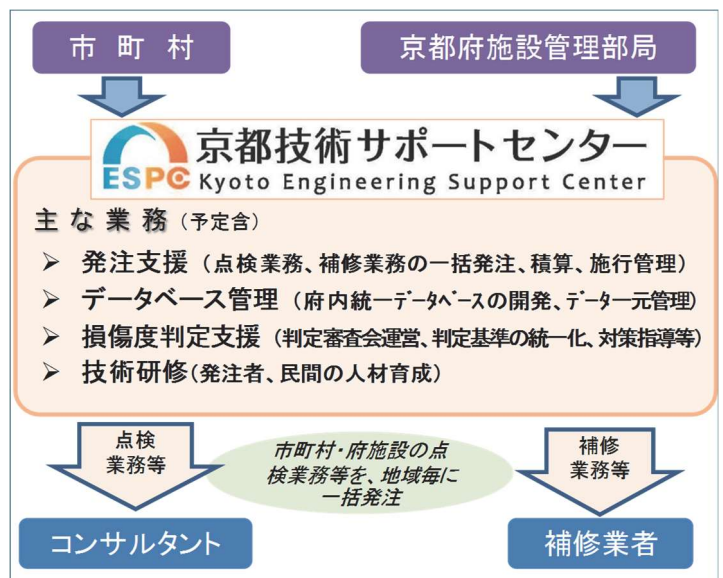 市町村
京都府施設管理部局
ESPC
京都技術サポートセンター
Kyoto Engineering Support Center
主な業務(予定含)
➢ 発注支援(点検業務、補修業務の一括発注、積算、施行管理)
➢ データベース管理(府内統一データベースの開発、データ一元管理)
➢ 損傷度判定支援(判定審査会運営、判定基準の統一化、対策指導等)
➢ 技術研修(発注者、民間の人材育成)
点検
業務等
市町村・府施設の点
検業務等を、地域毎に
一括発注
補修
業務等
コンサルタント
補修業者